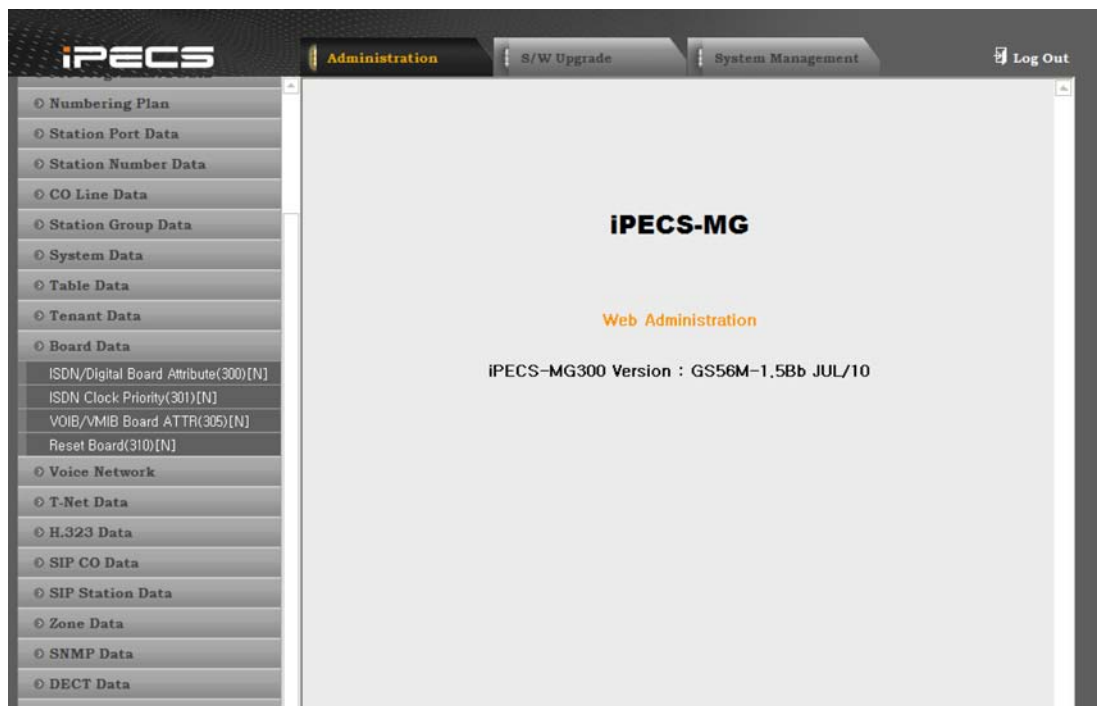 iPECS
Administration
S/W Upgrade
System Management
Log Out
Numbering Plan
Station Port Data
Station Number Data
CO Line Data
Station Group Data
System Data
Table Data
Tenant Data
Board Data
ISDN/Digital Board Attribute(300)[N]
ISDN Clock Priority(301)[N]
VOIB/VMIB Board ATTR(305)[N]
Reset Board(310)[N]
Voice Network
T-Net Data
H.323 Data
SIP CO Data
SIP Station Data
Zone Data
SNMP Data
DECT Data
iPECS-MG
Web Administration
iPECS-MG300 Version : GS56M-1.5Bb JUL/10